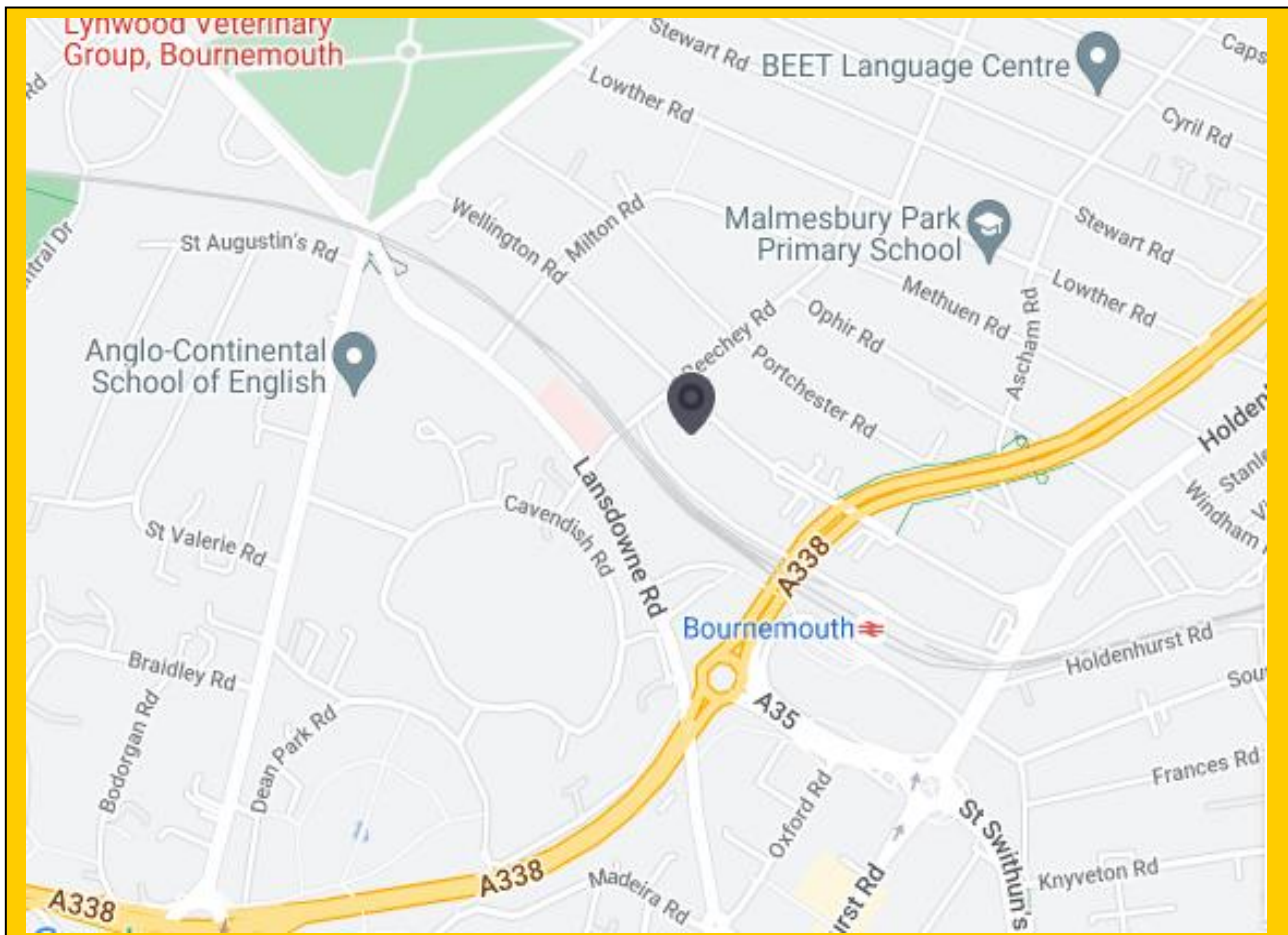 Lynwood Veterinary
Group, Bournemouth
Stewart Rd
BEET Language Centre
Caps
Rd
Lowther Rd
Cyril Rd
Wellington Rd
Milton Rd
Malmesbury Park
Primary School
Stewart Rd
St Augustin's Rd
ntral Dr
Methuen Rd
Lowther Rd
Beechey Rd
Ophir Rd
Ascham Rd
Anglo-Continental
School of English
Portchester Rd
Holdenh
Stanle
Lansdowne Rd
Windham
Cavendish Rd
St Valerie Rd
A338
Bournemouth
Holdenhurst Rd
Braidley Rd
Sou
A35
Bodorgan Rd
Dean Park Rd
Frances Rd
Oxford Rd
St Swithun's
A338
Madeira Rd
Knyveton Rd
A338
urst Rd